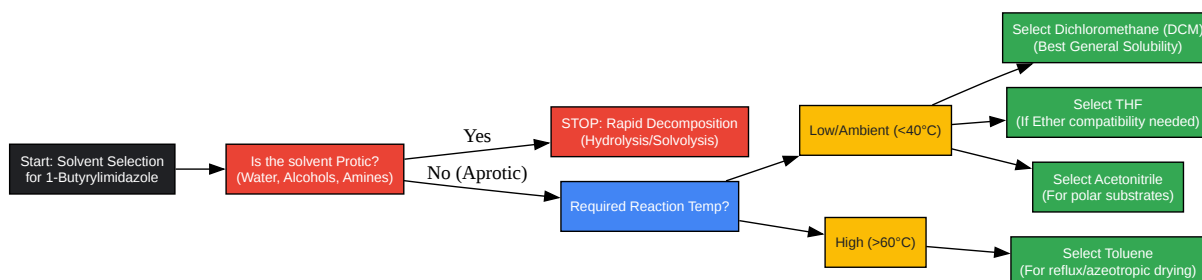 Start: Solvent Selection
for 1-Butyrylimidazole
Is the solvent Protic?
(Water, Alcohols, Amines)
Yes
No (Aprotic)
STOP: Rapid Decomposition
(Hydrolysis/Solvolysis)
Required Reaction Temp?
Low/Ambient (<40°C)
High (>60°C)
Select Dichloromethane (DCM)
(Best General Solubility)
Select THF
(If Ether compatibility needed)
Select Acetonitrile
(For polar substrates)
Select Toluene
(For reflux/azeotropic drying)